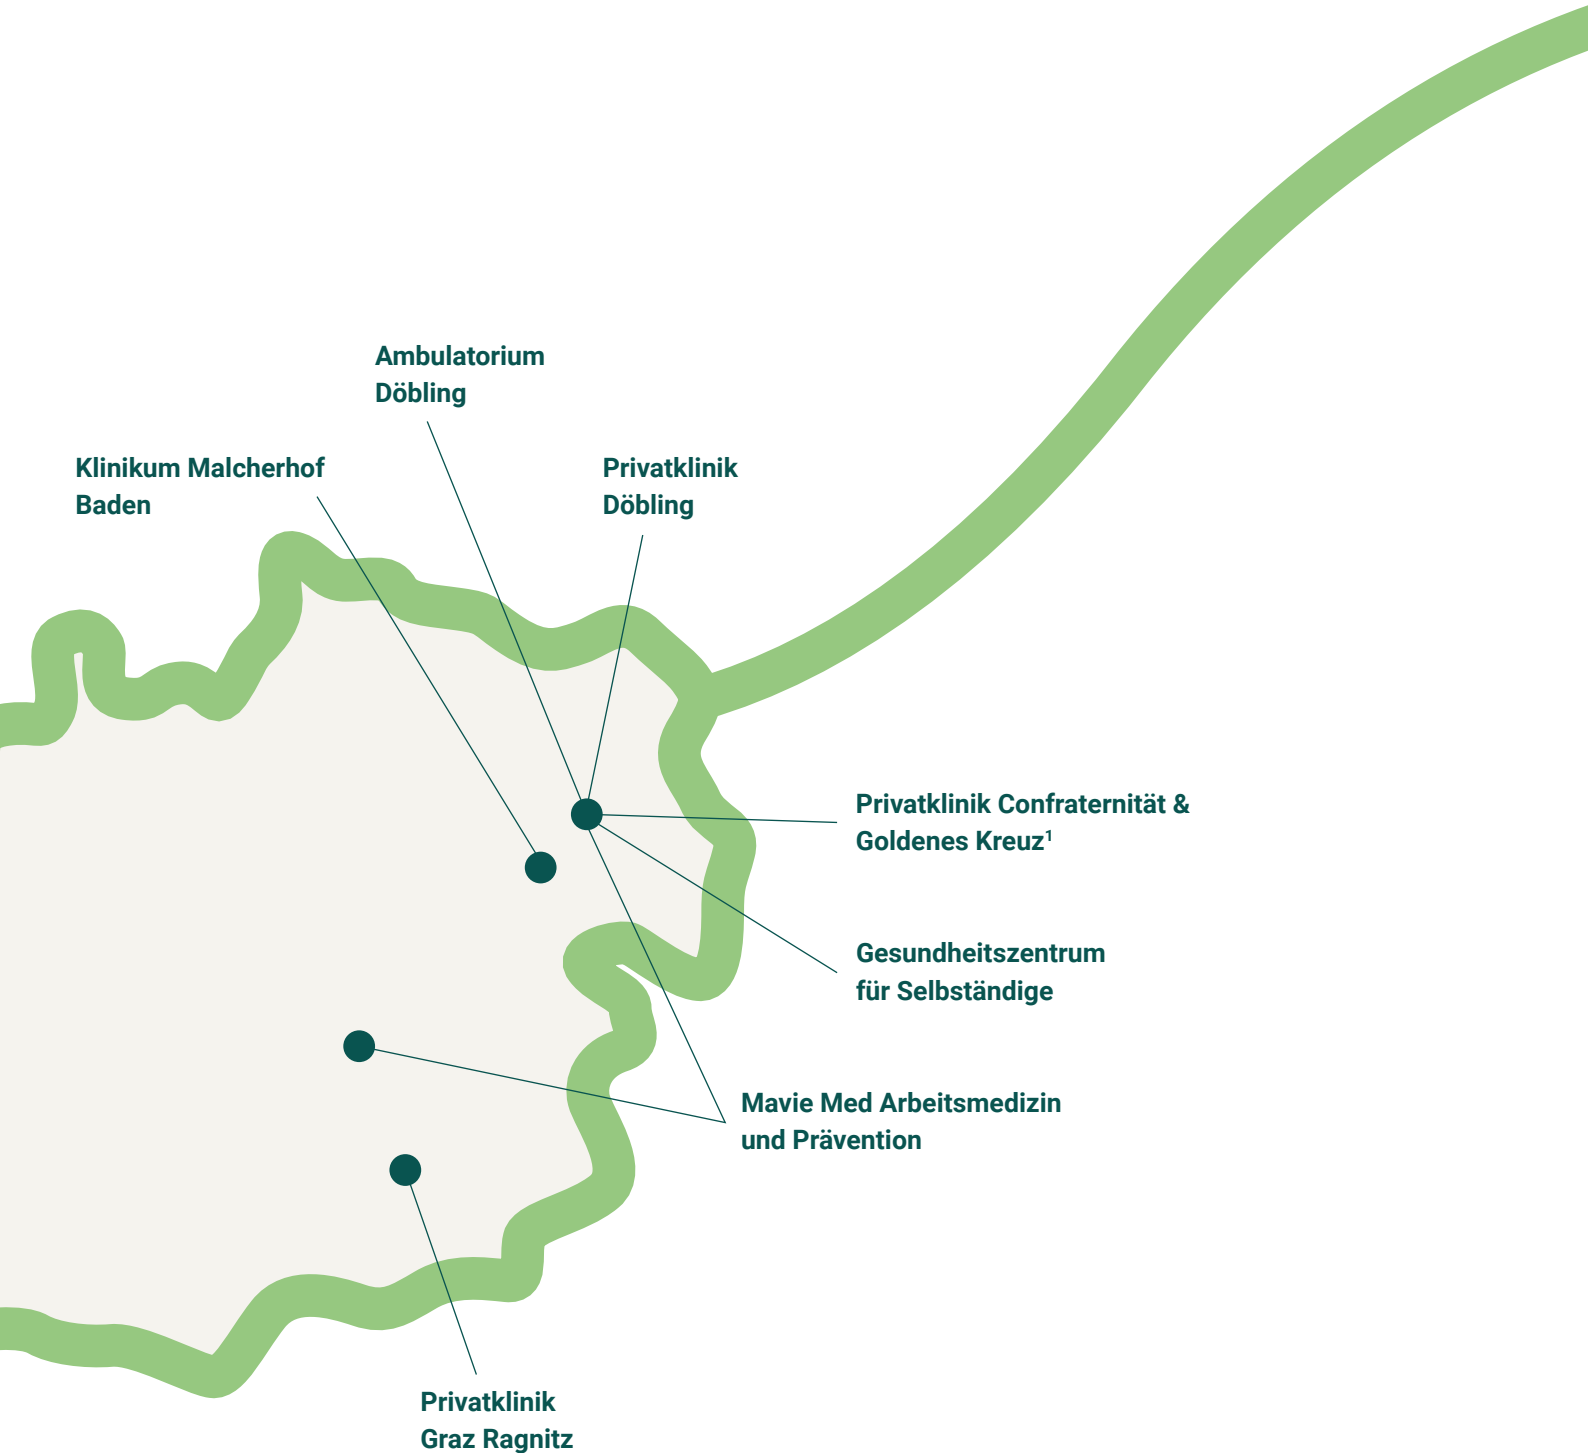 Ambulatorium
Döbling
Klinikum Malcherhof
Baden
Privatklinik
Döbling
Privatklinik Confraternität &
Goldenes Kreuz¹
Gesundheitszentrum
für Selbständige
Mavie Med Arbeitsmedizin
und Prävention
Privatklinik
Graz Ragnitz